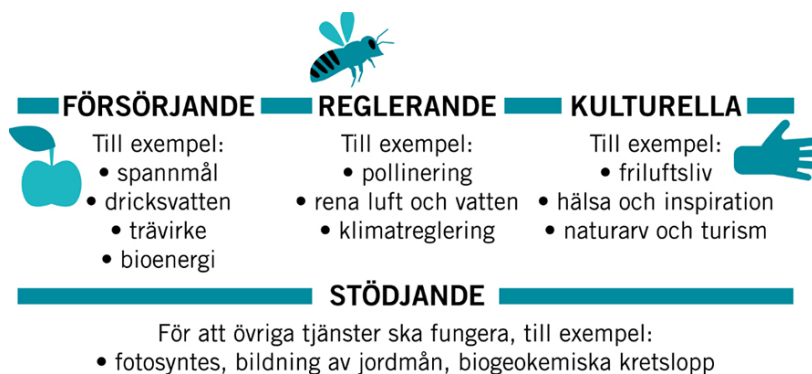 FÖRSÖRJANDE
Till exempel:
• spannmål
• dricksvatten
• trävirke
• bioenergi
REGLERANDE
Till exempel:
• pollinering
• rena luft och vatten
• klimatreglering
KULTURELLA
Till exempel:
• friluftsliv
• hälsa och inspiration
• naturarv och turism
STÖDJANDE
För att övriga tjänster ska fungera, till exempel:
• fotosyntes, bildning av jordmån, biogeokemiska kretslopp